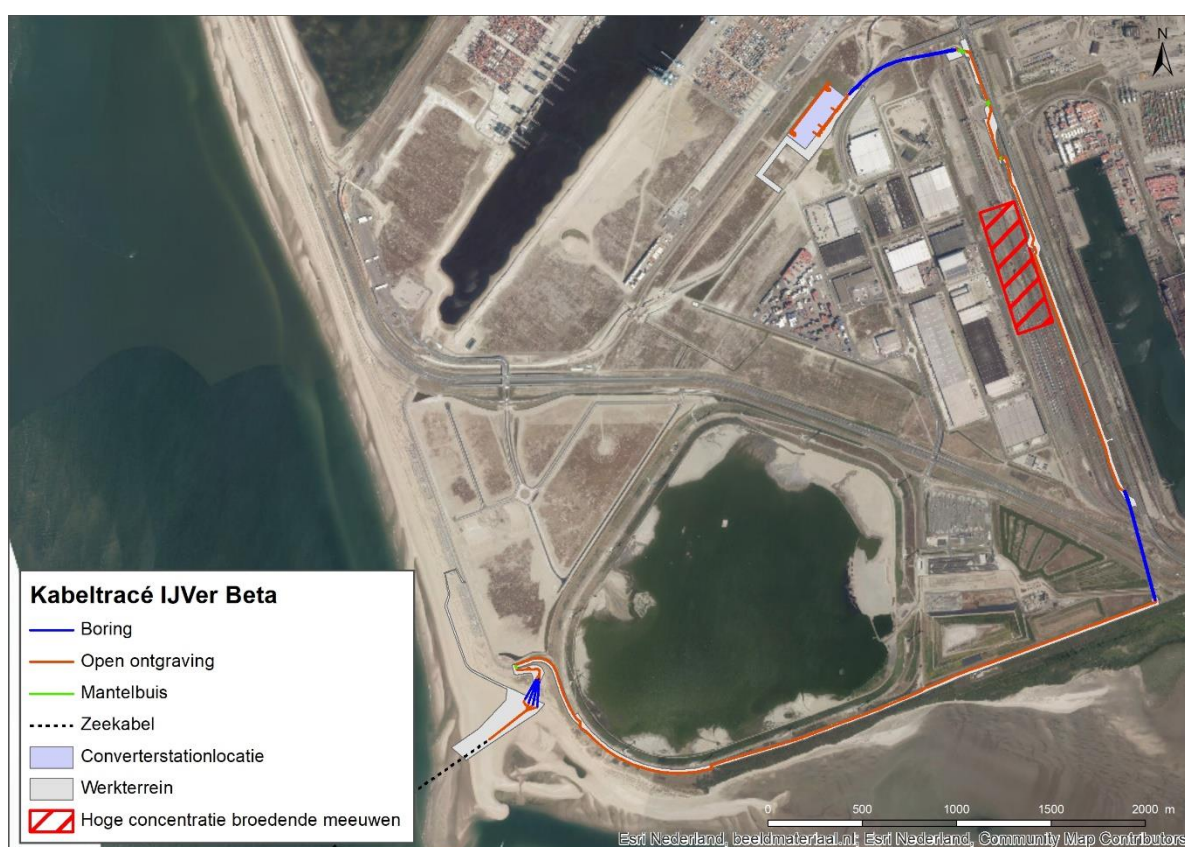 N
Kabeltracé IJVer Beta
Boring
Open ontgraving
Mantelbuis
Zeekabel
Converterstationlocatie
Werkterrein
Hoge concentratie broedende meeuwen
0 500 1000 1500 2000 m
Esri Nederland, beeldmateriaal.nl; Esri Nederland, Community Map Contributors